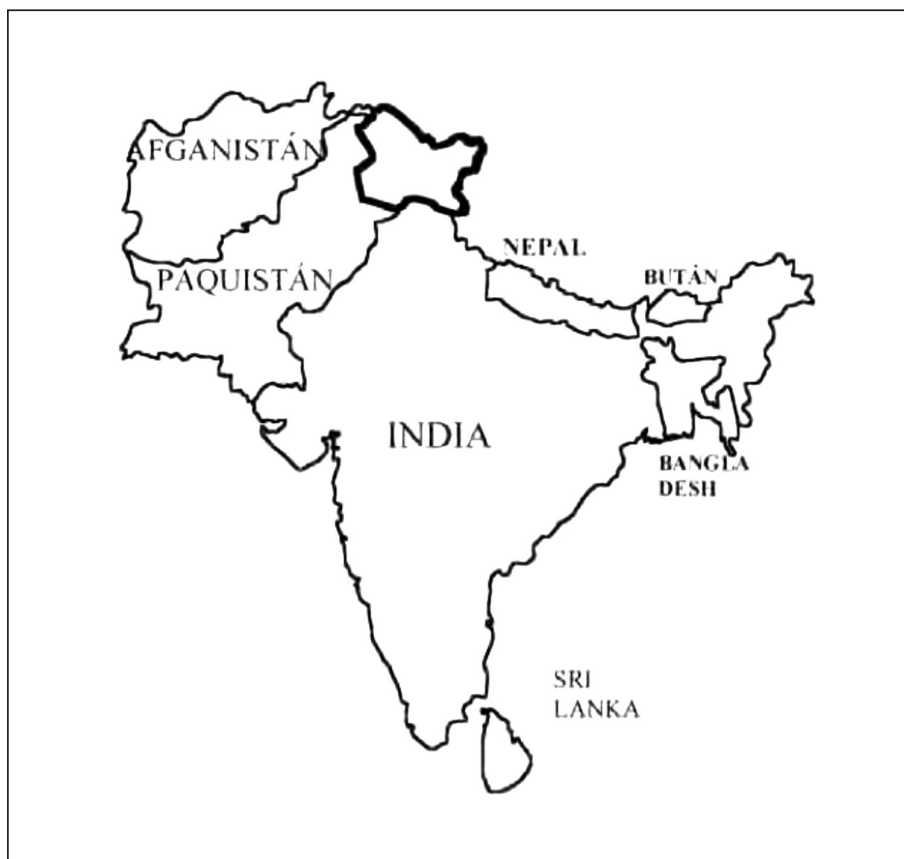 AFGANISTÁN
PAQUISTÁN
NEPAL
BUTÁN
INDIA
BANGLA
DESH
SRI
LANKA